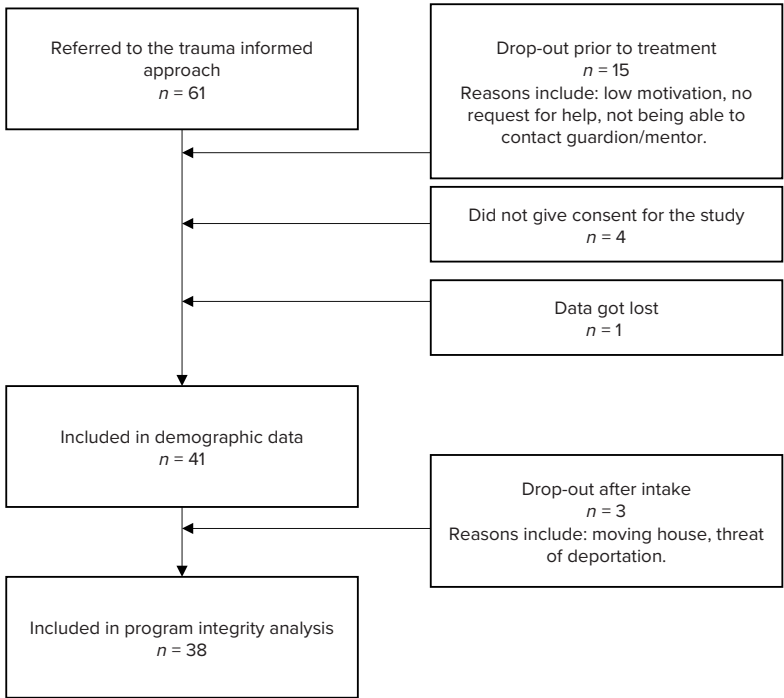 Referred to the trauma informed
approach
n = 61
Drop-out prior to treatment
n = 15
Reasons include: low motivation, no
request for help, not being able to
contact guardion/mentor.
Did not give consent for the study
n = 4
Data got lost
n = 1
Included in demographic data
n = 41
Drop-out after intake
n = 3
Reasons include: moving house, threat
of deportation.
Included in program integrity analysis
n = 38